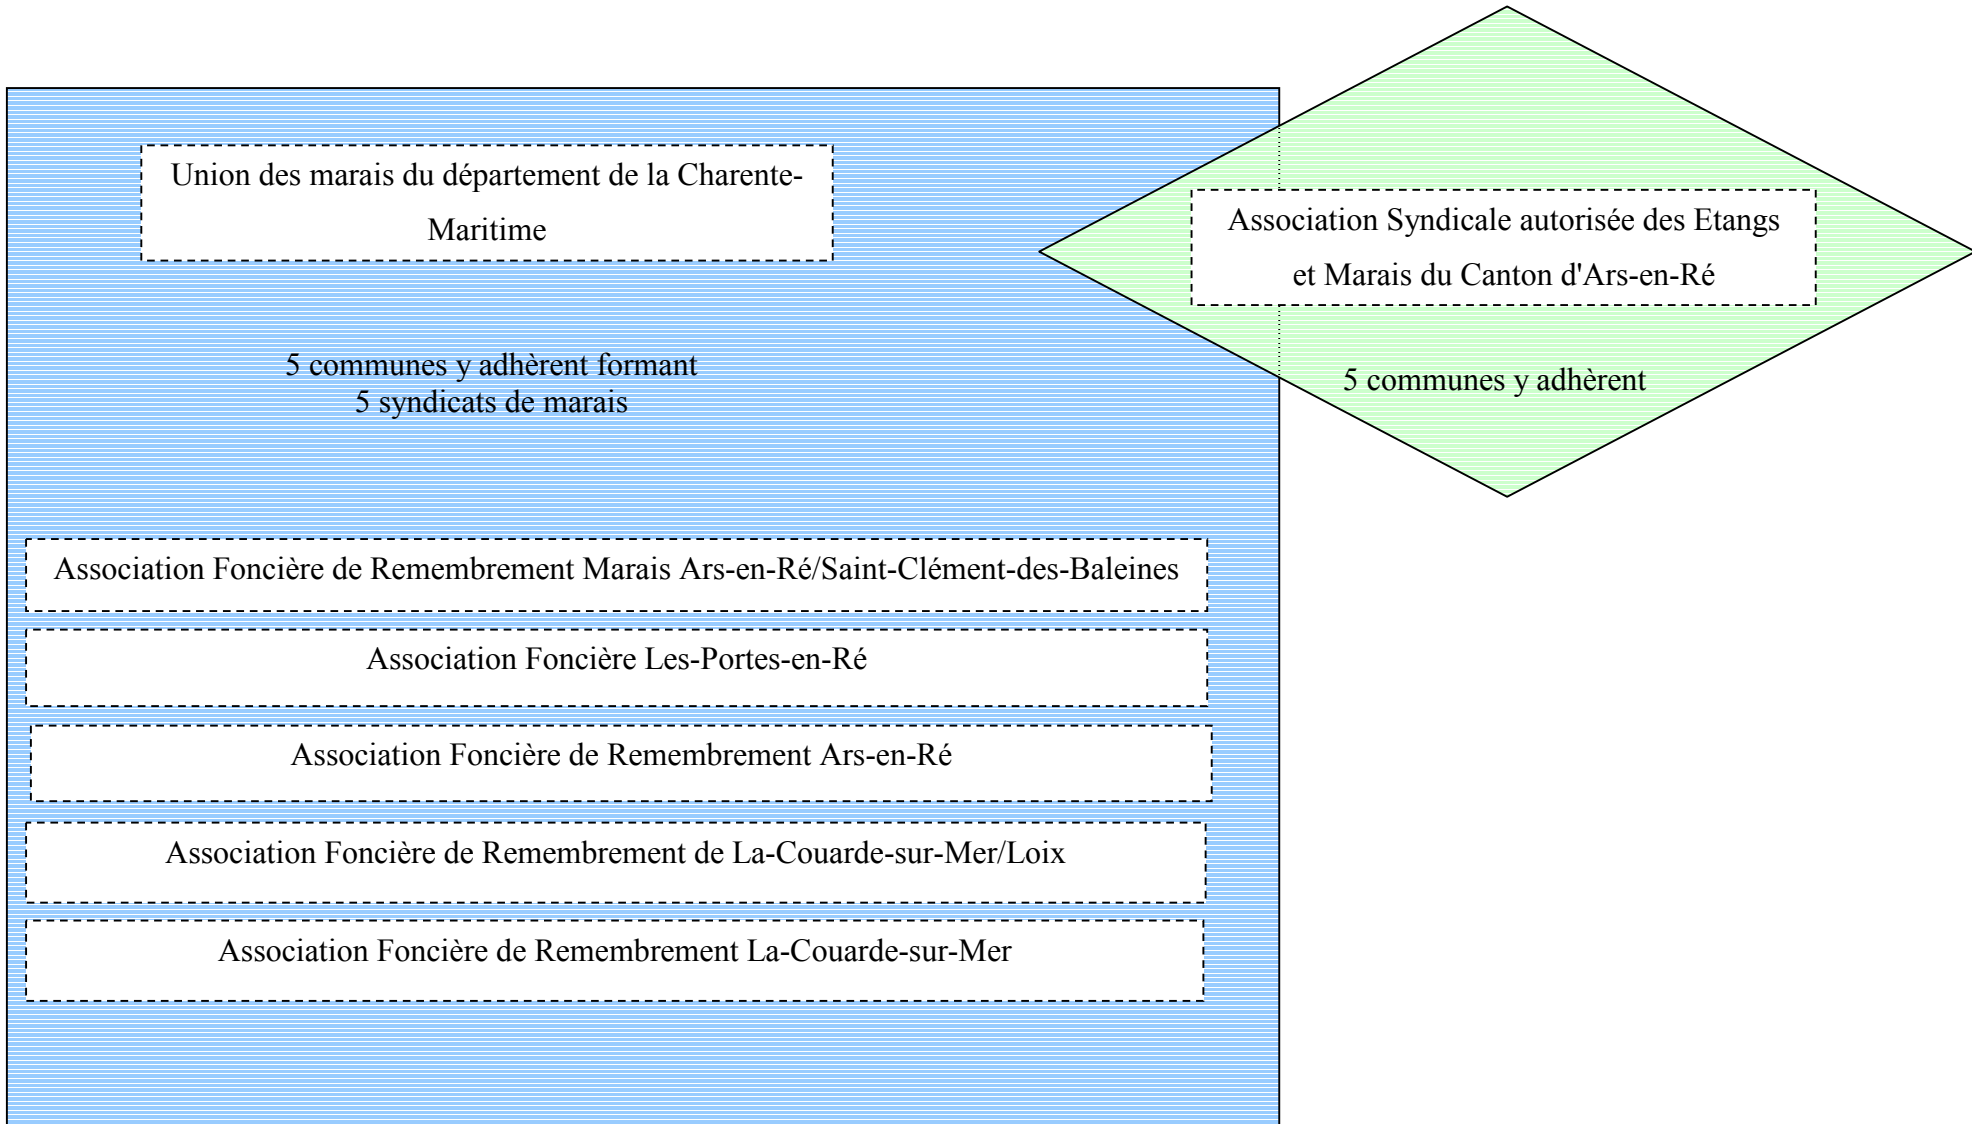 Union des marais du département de la Charente-
Maritime
Association Syndicale autorisée des Etangs
et Marais du Canton d'Ars-en-Ré
5 communes y adhèrent formant
5 syndicats de marais
5 communes y adhèrent
Association Foncière de Remembrement Marais Ars-en-Ré/Saint-Clément-des-Baleines
Association Foncière Les-Portes-en-Ré
Association Foncière de Remembrement Ars-en-Ré
Association Foncière de Remembrement de La-Couarde-sur-Mer/Loix
Association Foncière de Remembrement La-Couarde-sur-Mer